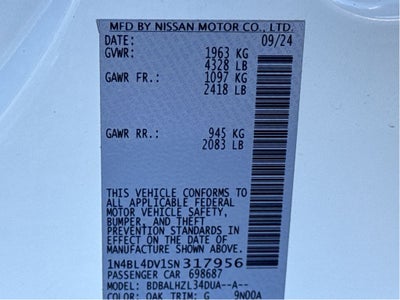 MFD BY NISSAN MOTOR CO., LTD.
DATE: 09/24
GVWR: 1963 KG
4328 LB
GAWR FR.: 1097 KG
2418 LB
GAWR RR.: 945 KG
2083 LB
THIS VEHICLE CONFORMS TO
ALL APPLICABLE FEDERAL
MOTOR VEHICLE SAFETY,
BUMPER, AND THEFT
PREVENTION STANDARDS IN
EFFECT ON THE DATE OF
MANUFACTURE SHOWN ABOVE.
1N4BL4DV1SN317956
PASSENGER CAR 698687
MODEL: BDBALHZL34DUA--A--
COLOR: QAK TRIM: G 9N00A